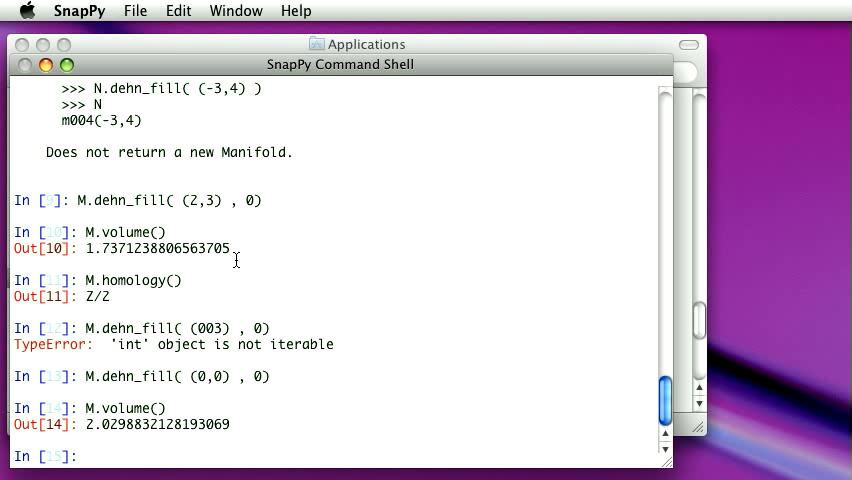 SnapPy File Edit Window Help
Applications
SnapPy Command Shell
>>> N.dehn_fill( (-3,4) )
>>> N
m004(-3,4)
Does not return a new Manifold.
In [9]: M.dehn_fill( (2,3) , 0)
In [10]: M.volume()
Out[10]: 1.7371238806563705
In [11]: M.homology()
Out[11]: Z/2
In [12]: M.dehn_fill( (003) , 0)
TypeError: 'int' object is not iterable
In [13]: M.dehn_fill( (0,0) , 0)
In [14]: M.volume()
Out[14]: 2.0298832128193069
In [15]: